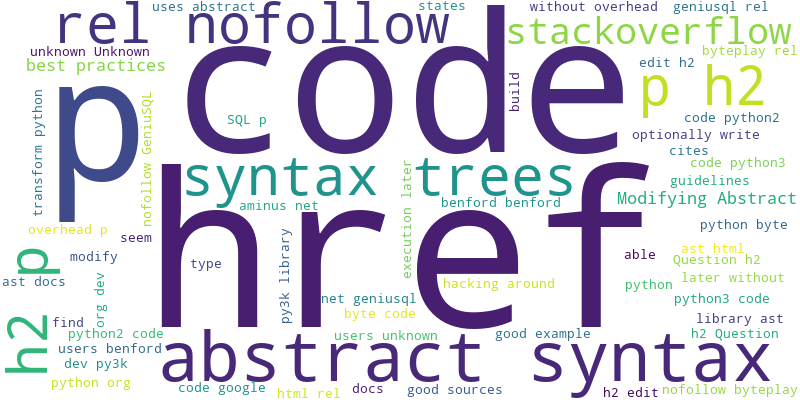 uses abstract
states
without overhead
geniusql rel
rel nofollow
stackoverflow
code
unknown Unknown
best practices
byteplay rel
edit h2
p
p h2
build
transform python
nofollow GeniuSQL
SQL p
code python2
optionally write
cites
code python3
syntax trees
execution later
guidelines
aminus net
benford benford
Modifying Abstract
href
overhead p
seem
python byte
h2 p
modify
type
able
ast html
Question h2
ast docs
org dev
py3k library
hacking around
python
later without
net geniusql
python3 code
find
byte code
library ast
python2 code
users unknown
good example
h2 Question
users benford
abstract syntax
dev py3k
python org
code google
html rel
docs
good sources
h2 edit
nofollow byteplay